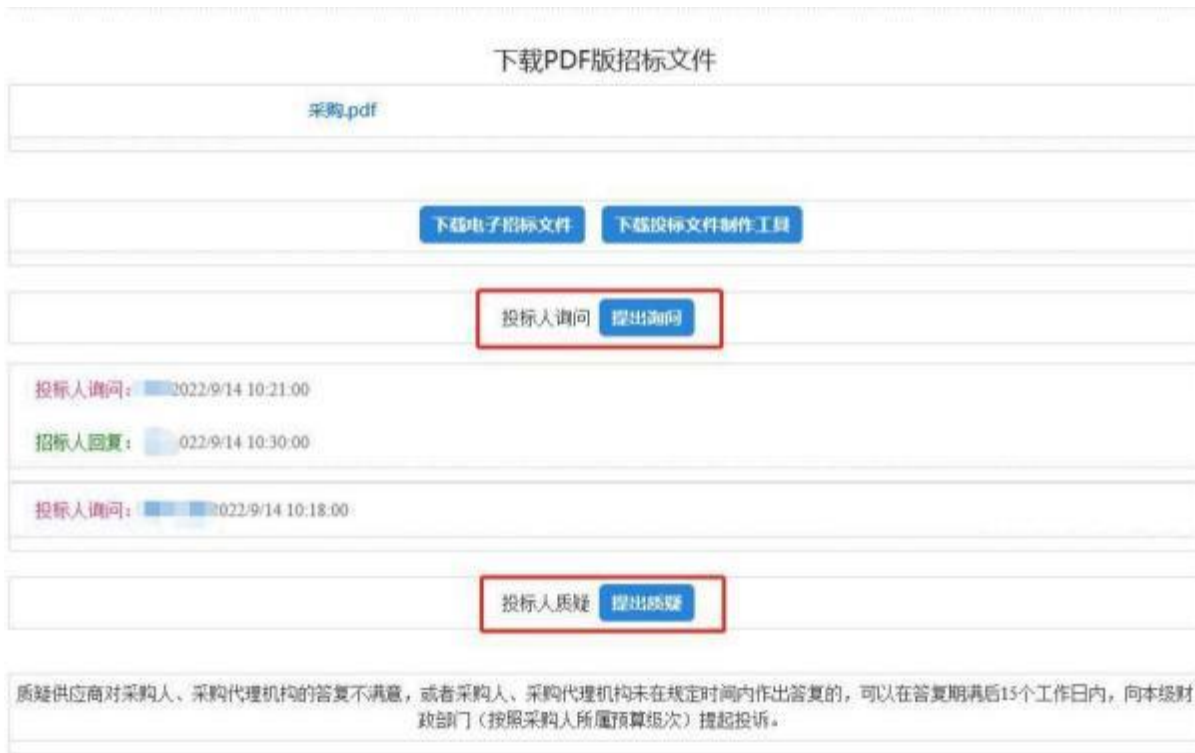 下载PDF版招标文件
采购.pdf
下载电子招标文件 下载投标文件制作工具
投标人询问 提出询问
投标人询问： 2022/9/14 10:21:00
招标人回复： 022/9/14 10:30:00
投标人询问： 2022/9/14 10:18:00
投标人质疑 提出质疑
质疑供应商对采购人、采购代理机构的答复不满意，或者采购人、采购代理机构未在规定时间内作出答复的，可以在答复期满后15个工作日内，向本级财
政部门（按照采购人所属预算级次）提起投诉。